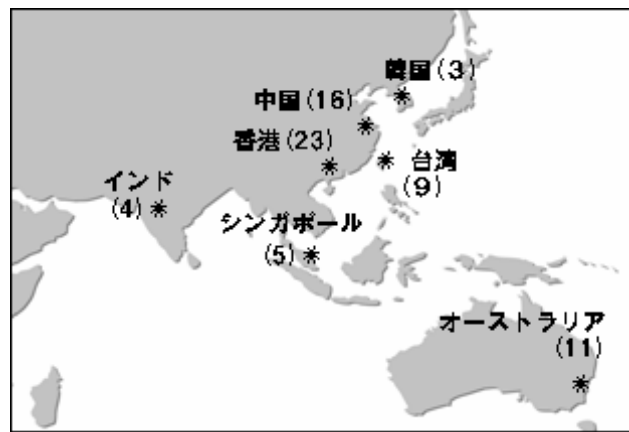 韓国(3)
中国(16)
香港(23)
台湾
(9)
インド
(4)
シンガポール
(5)
オーストラリア
(11)